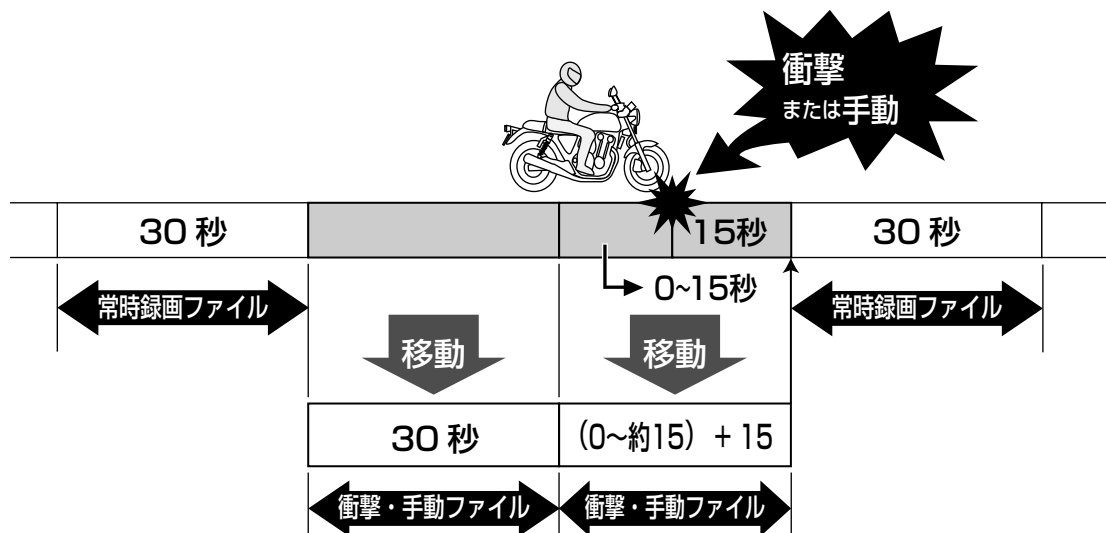 衝撃
または手動
30 秒
15秒
30 秒
0~15秒
常時録画ファイル
常時録画ファイル
移動
移動
30 秒
(0~約15) + 15
衝撃・手動ファイル
衝撃・手動ファイル